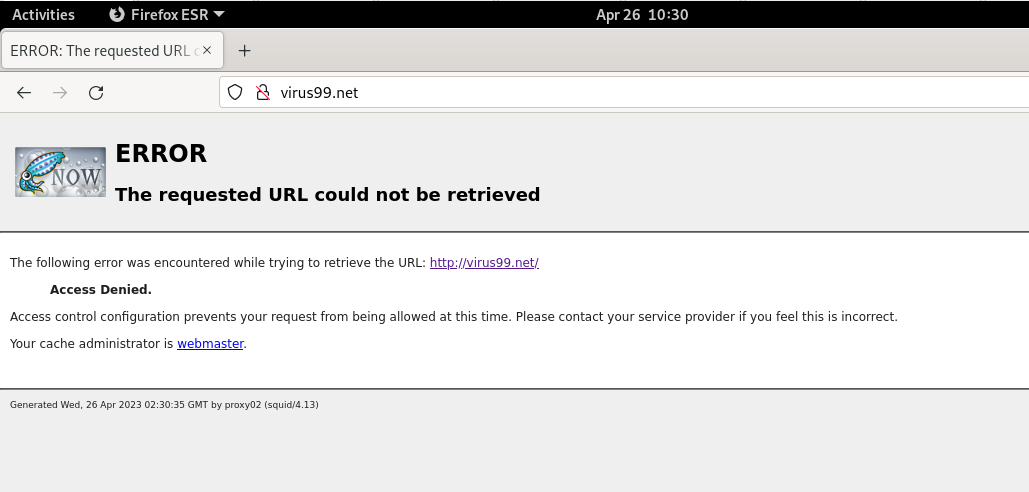 Activities Firefox ESR Apr 26 10:30
ERROR: The requested URL
virus99.net
NOW
ERROR
The requested URL could not be retrieved
The following error was encountered while trying to retrieve the URL: http://virus99.net/
Access Denied.
Access control configuration prevents your request from being allowed at this time. Please contact your service provider if you feel this is incorrect.
Your cache administrator is webmaster.
Generated Wed, 26 Apr 2023 02:30:35 GMT by proxy02 (squid/4.13)